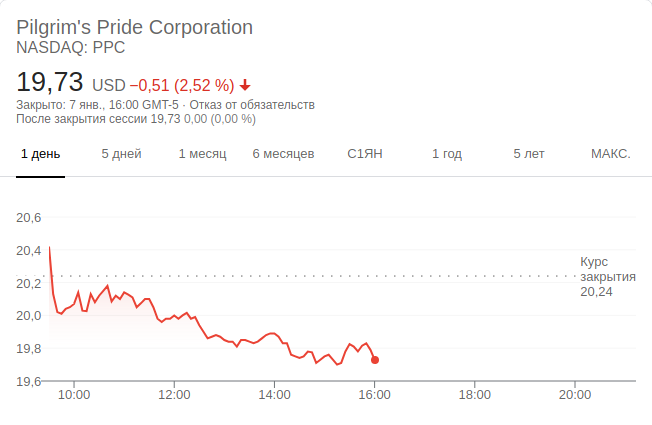 Pilgrim's Pride Corporation
NASDAQ: PPC
19,73 USD −0,51 (2,52 %)
Закрыто: 7 янв., 16:00 GMT-5 · Отказ от обязательств
После закрытия сессии 19,73 0,00 (0,00 %)
1 день 5 дней 1 месяц 6 месяцев С1ЯН 1 год 5 лет МАКС.
20,6
20,4
20,2
20,0
19,8
19,6
Курс
закрытия
20,24
10:00 12:00 14:00 16:00 18:00 20:00